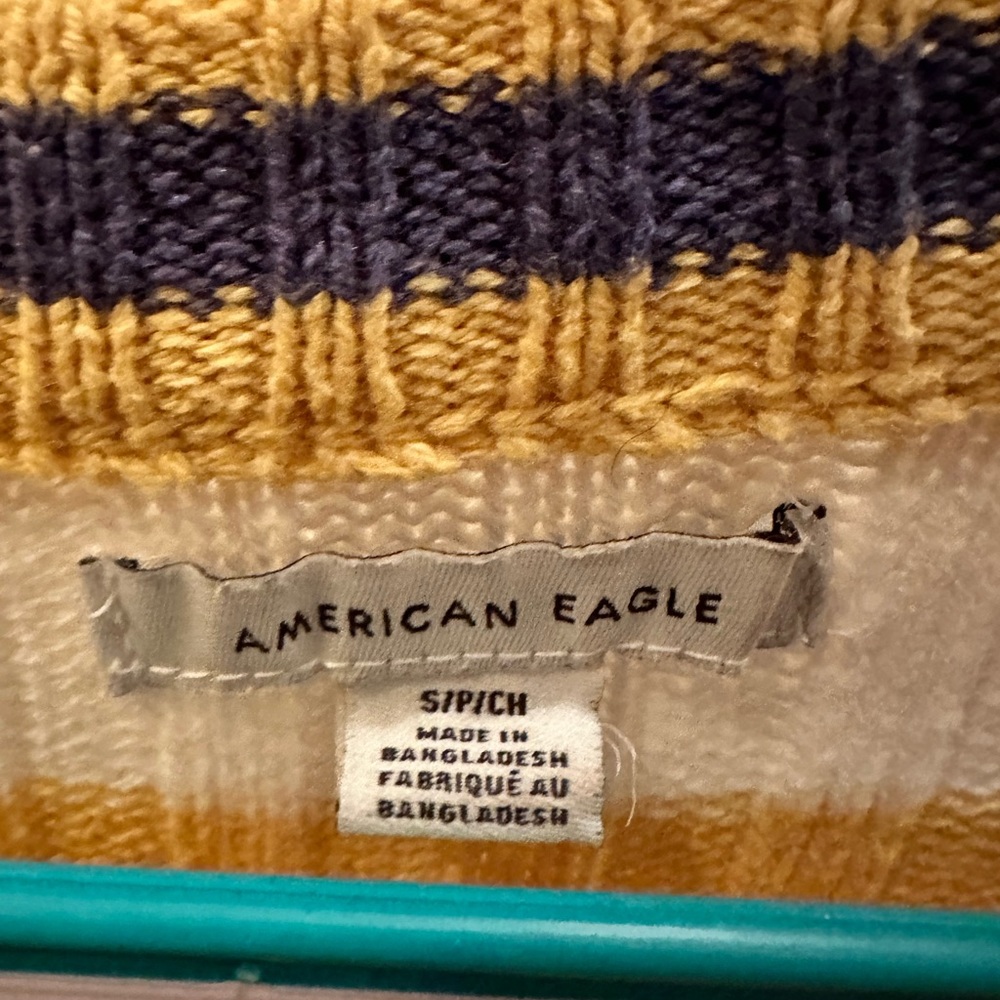 AMERICAN EAGLE
S/P/CH
MADE IN
BANGLADESH
FABRIQUÉ AU
BANGLADESH